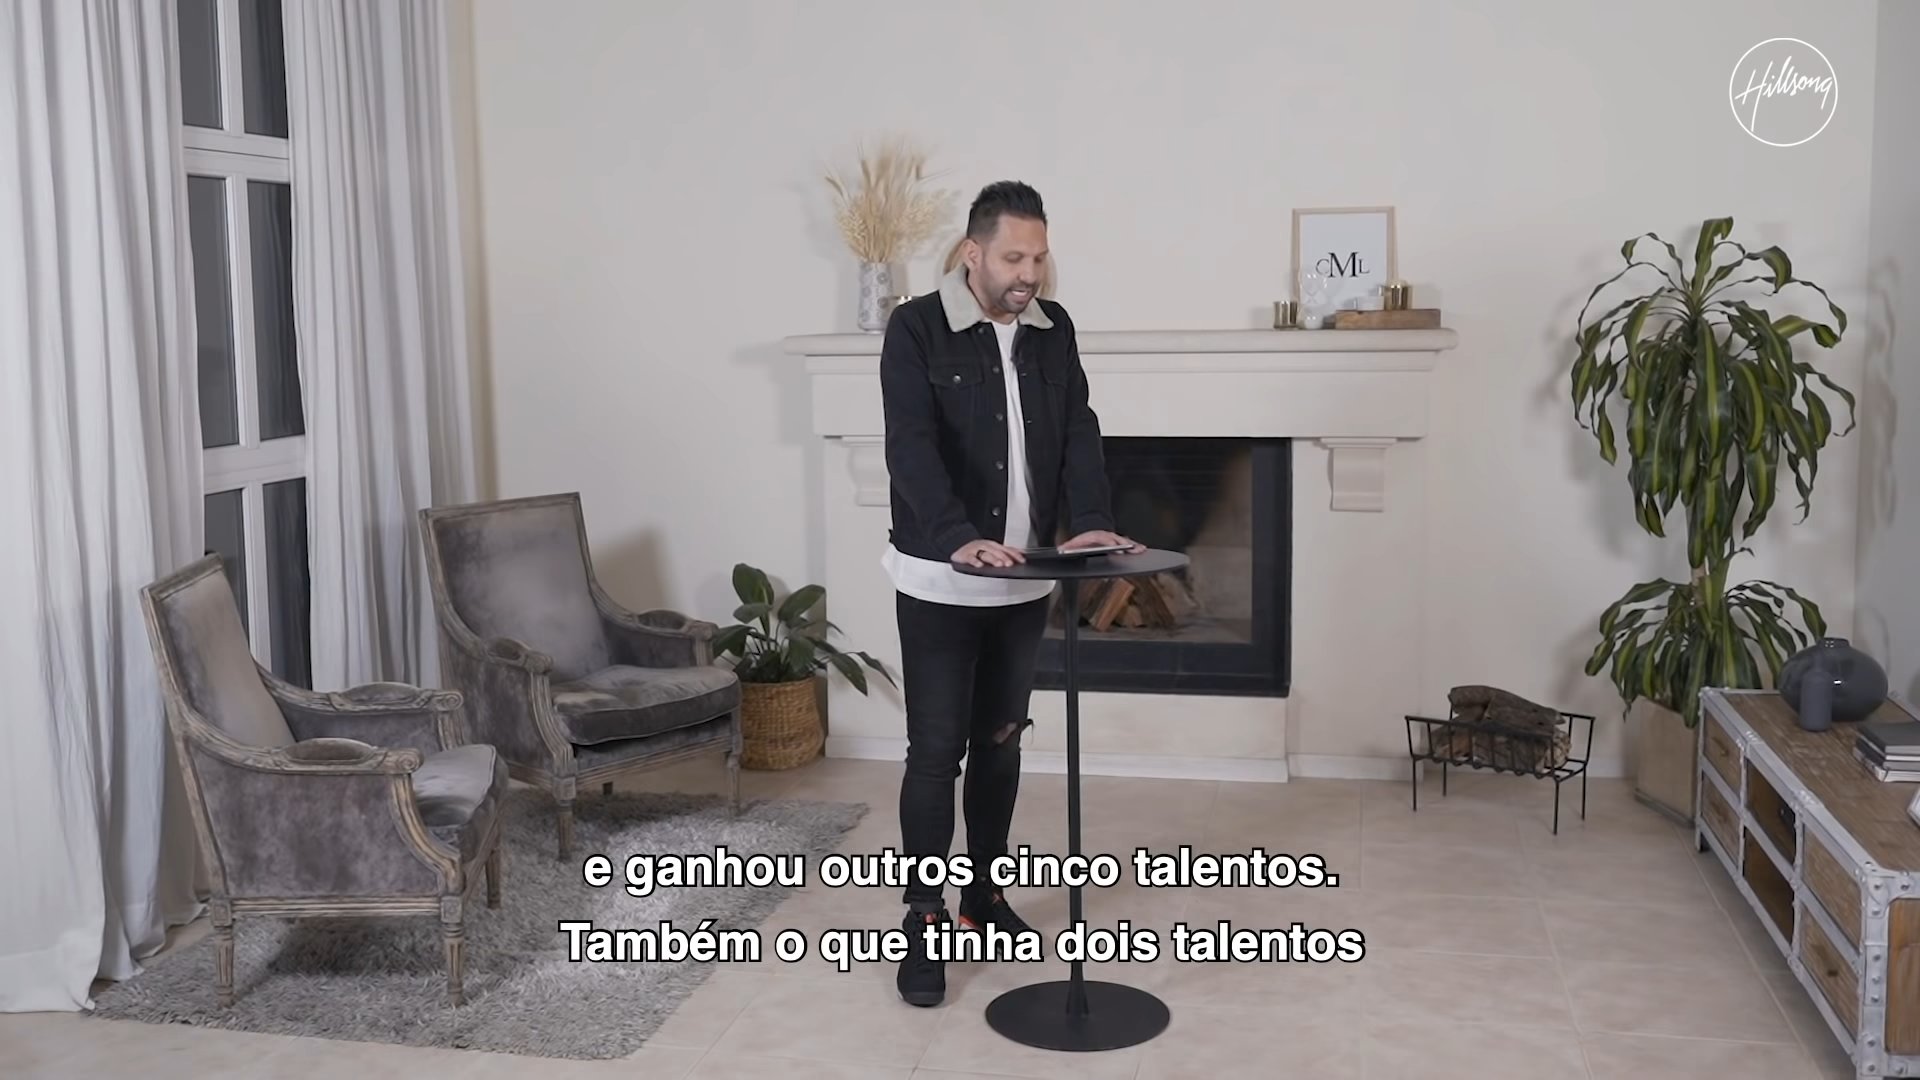 Hillsong
CML
e ganhou outros cinco talentos.
Também o que tinha dois talentos